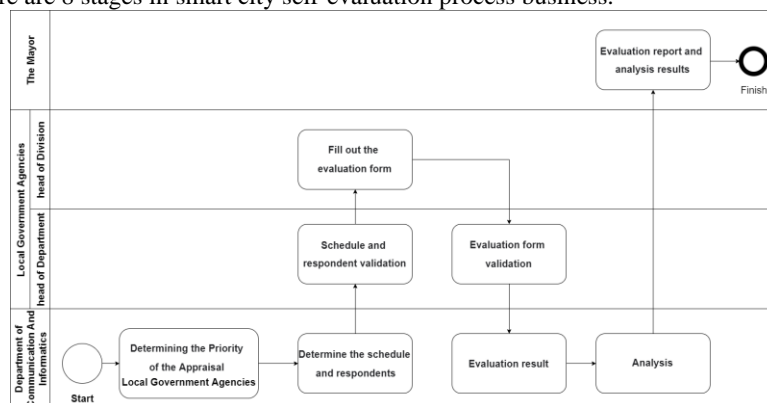 re are 8 stages in smart city self-evaluation process business.
The Mayor
Evaluation report and
analysis results
Finish
Local Government Agencies
head of Division
Fill out the
evaluation form
head of Department
Schedule and
respondent validation
Evaluation form
validation
Department of
Communication And
Informatics
Start
Determining the Priority
of the Appraisal
Local Government Agencies
Determine the schedule
and respondents
Evaluation result
Analysis